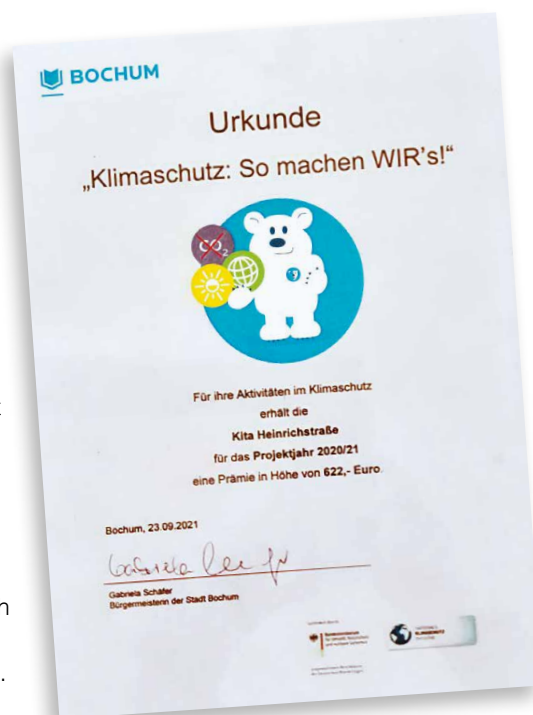 BOCHUM
Urkunde
„Klimaschutz: So machen WIR's!“
CO₂
Für ihre Aktivitäten im Klimaschutz
erhält die
Kita Heinrichstraße
für das Projektjahr 2020/21
eine Prämie in Höhe von 622,- Euro.
Bochum, 23.09.2021
Gabriela Schäfer
Bürgermeisterin der Stadt Bochum
Bundesministerium
KLIMASCHUTZ